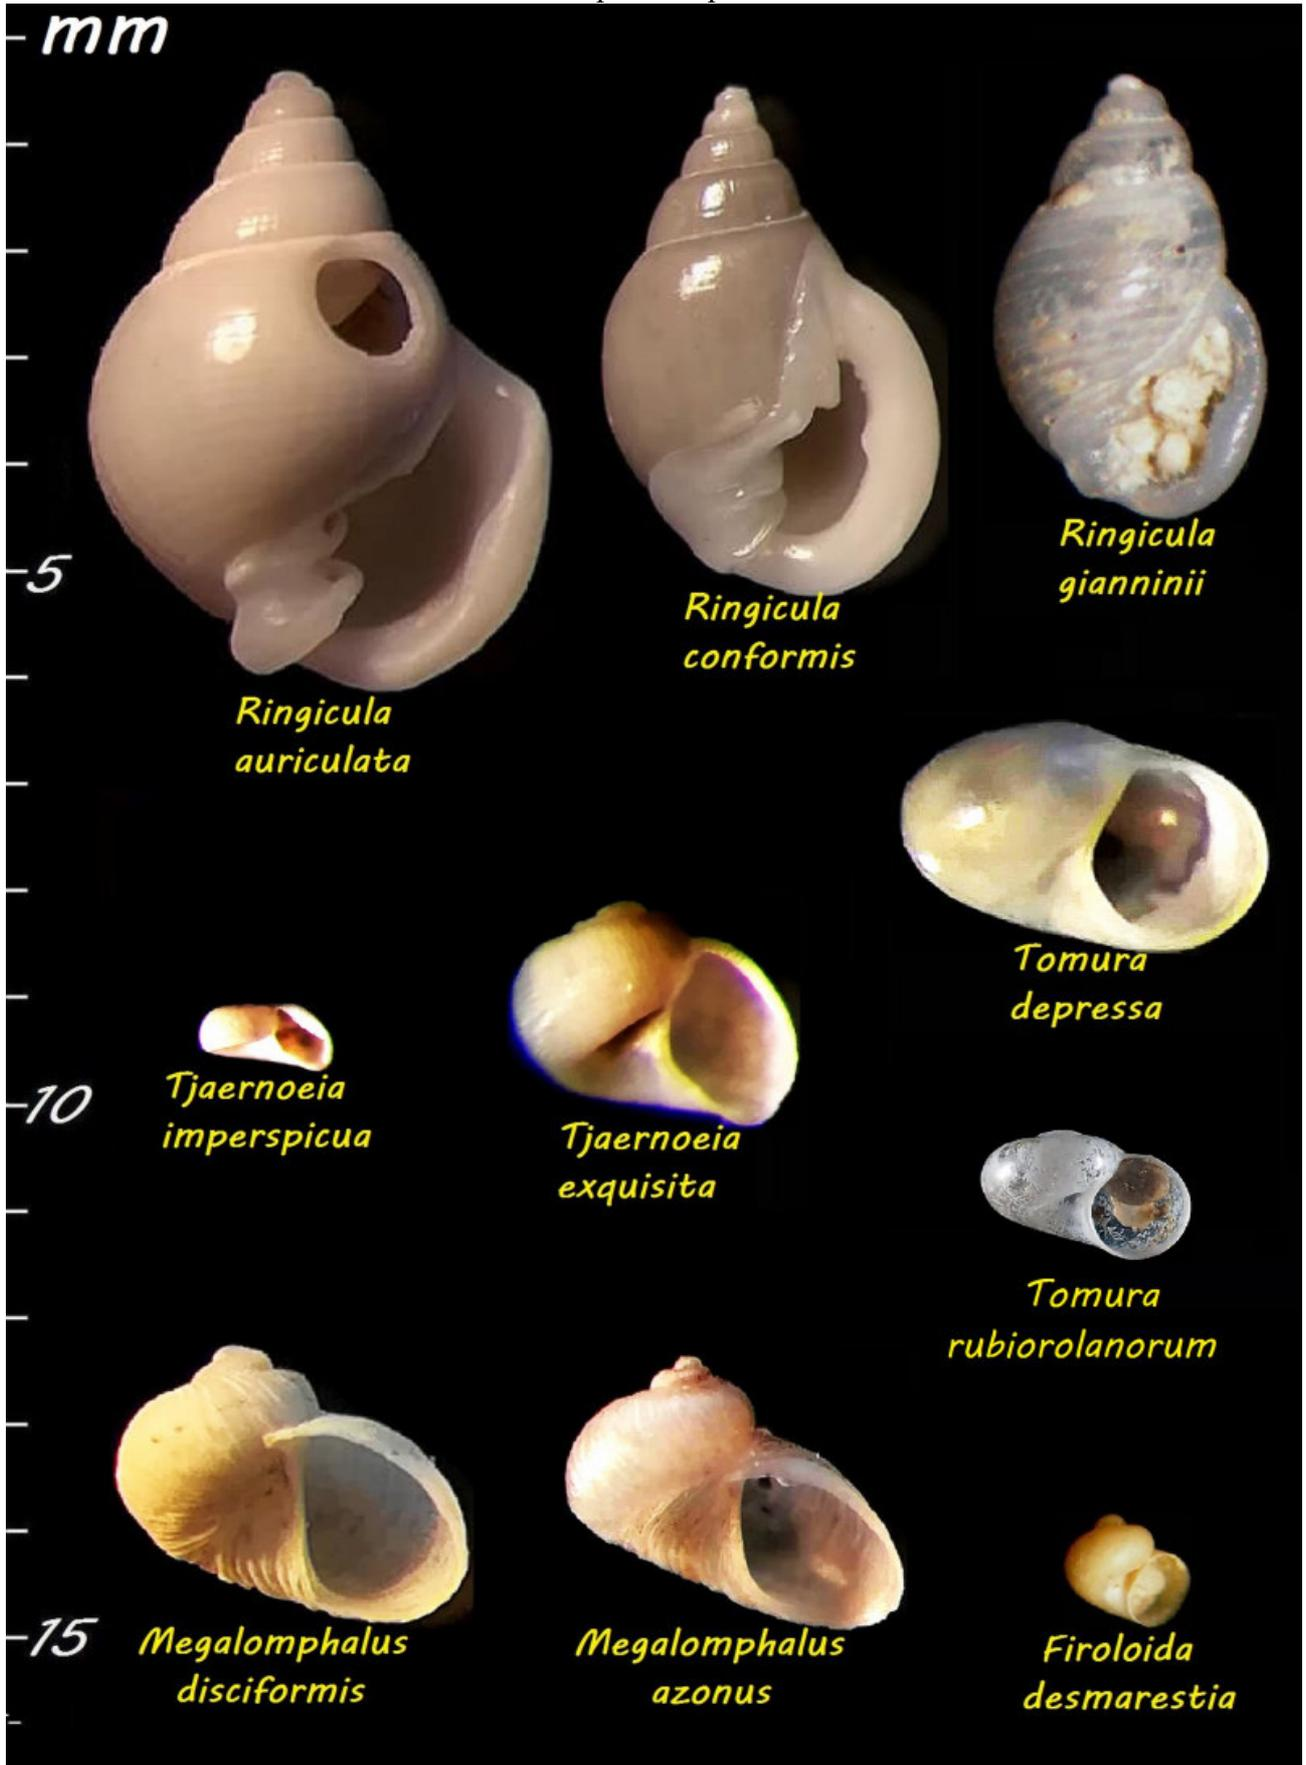 mm
Ringicula
gianninii
5
Ringicula
conformis
Ringicula
auriculata
Tomura
depressa
Tjaernoeia
imperspicua
10
Tjaernoeia
exquisita
Tomura
rubiorolanorum
15
Megalomphalus
disciformis
Megalomphalus
azonus
Firoloida
desmarestia